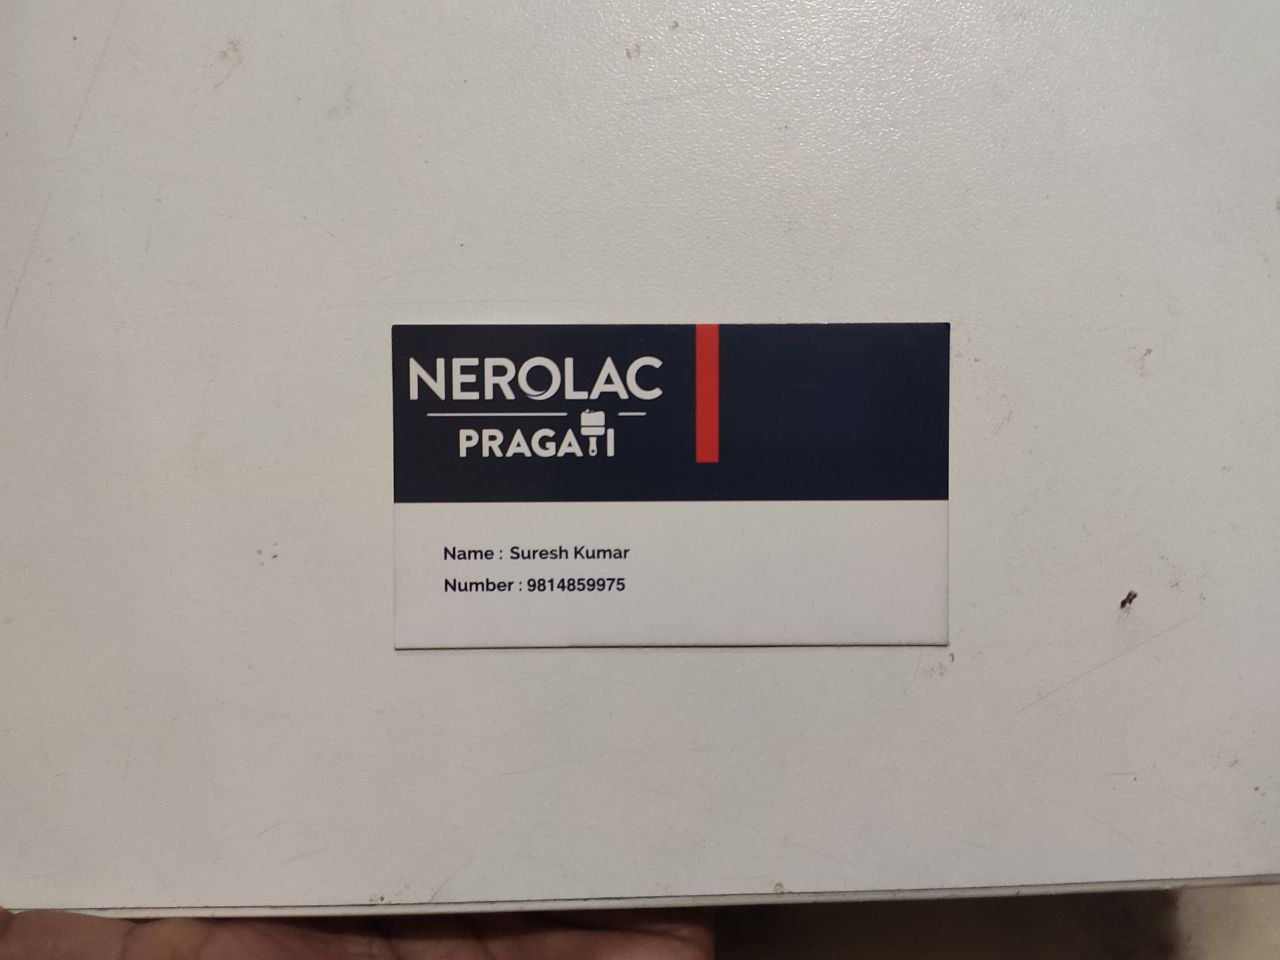 NEROLAC
PRAGATI
Name : Suresh Kumar
Number : 9814859975